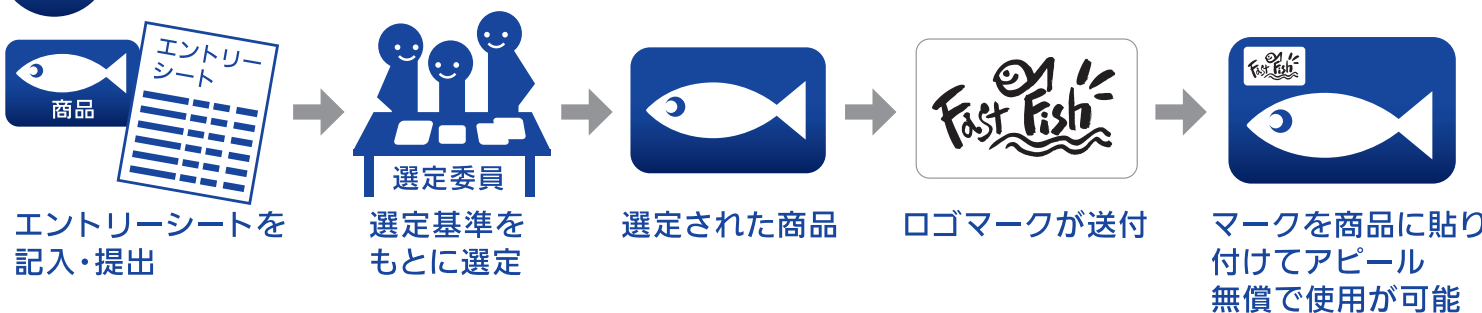 エントリー
シート
商品
エントリーシートを
記入・提出
選定委員
選定基準を
もとに選定
選定された商品
Fast Fish
ロゴマークが送付
Fast Fish
マークを商品に貼り
付けてアピール
無償で使用が可能